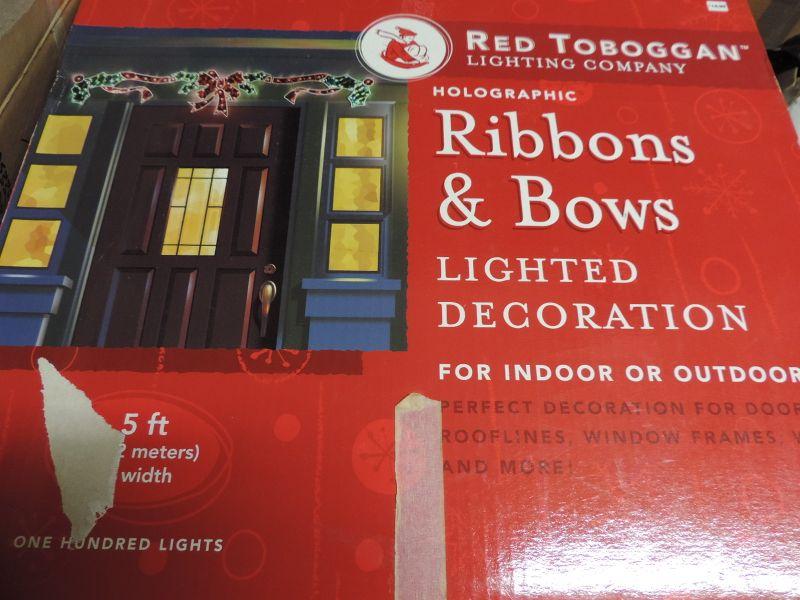 RED TOBOGGAN™
LIGHTING COMPANY
HOLOGRAPHIC
Ribbons
& Bows
LIGHTED
DECORATION
FOR INDOOR OR OUTDOOR
PERFECT DECORATION FOR DOOR
ROOFLINES, WINDOW FRAMES,
AND MORE!
5 ft
meters)
width
ONE HUNDRED LIGHTS